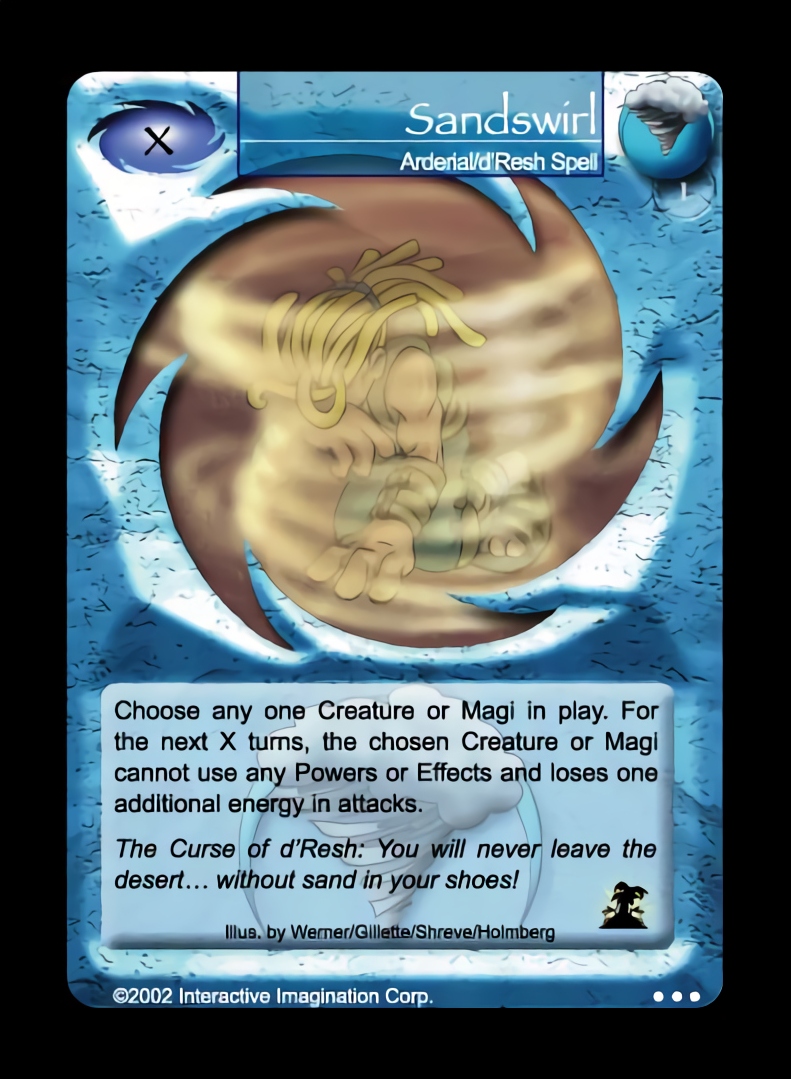 X
Sandswirl
Arderial/d'Resh Spell
Choose any one Creature or Magi in play. For
the next X turns, the chosen Creature or Magi
cannot use any Powers or Effects and loses one
additional energy in attacks.
The Curse of d'Resh: You will never leave the
desert... without sand in your shoes!
Illus. by Werner/Gillette/Shreve/Holmberg
©2002 Interactive Imagination Corp.